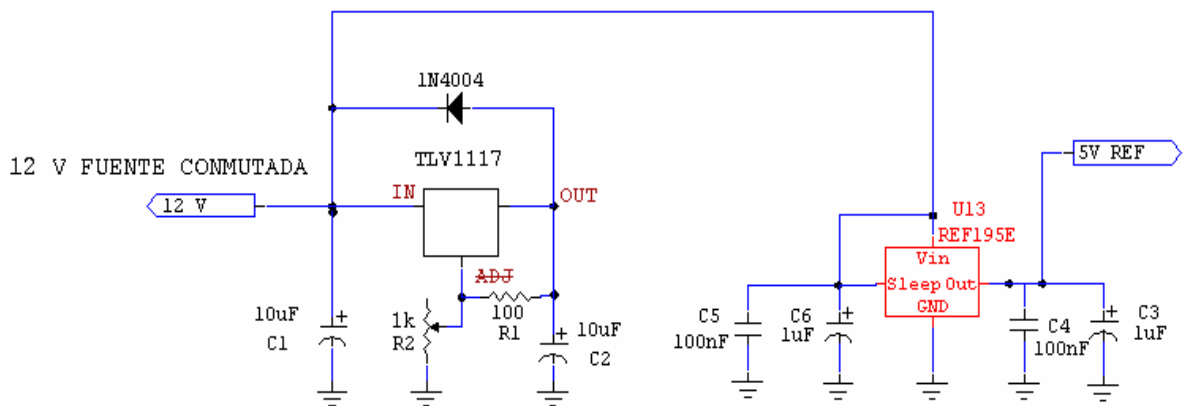 1N4004
12 V FUENTE CONMUTADA
TLV1117
5V REF
12 V
IN
OUT
U13
REF195E
Vin
Sleep Out
GND
ADJ
10uF
C1
1k
R2
100
R1
10uF
C2
C5
100nF
C6
1uF
C4
100nF
C3
1uF